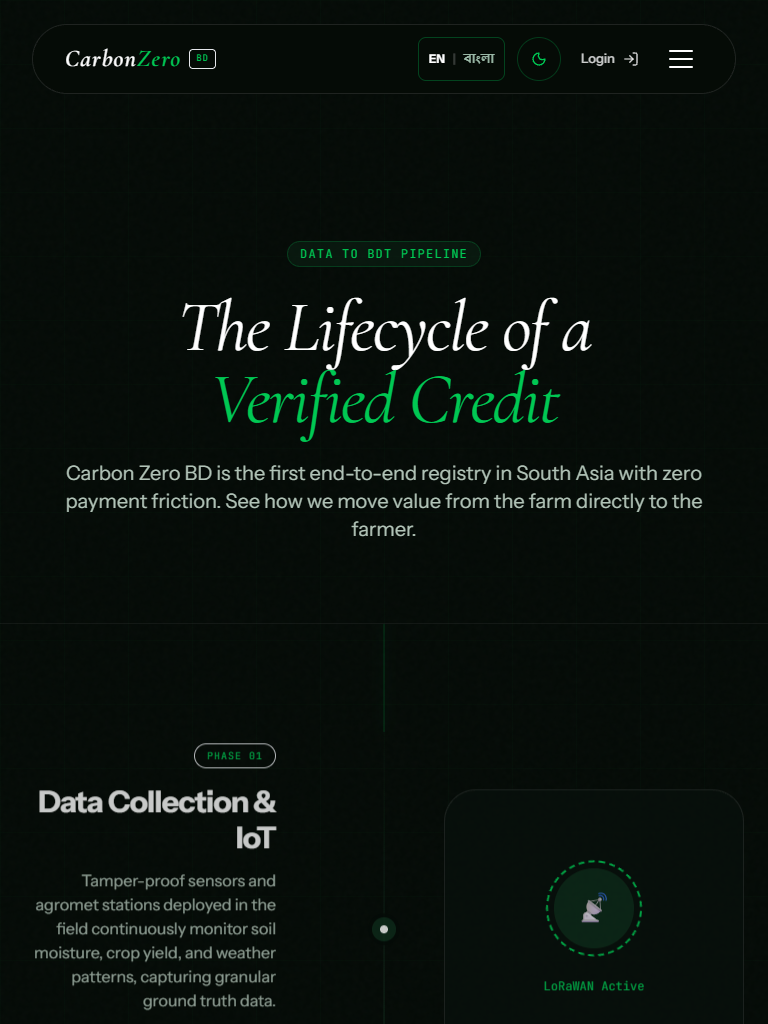 CarbonZero BD
EN | বাংলা
Login
DATA TO BDT PIPELINE
The Lifecycle of a
Verified Credit
Carbon Zero BD is the first end-to-end registry in South Asia with zero
payment friction. See how we move value from the farm directly to the
farmer.
PHASE 01
Data Collection &
IoT
Tamper-proof sensors and
agromet stations deployed in the
field continuously monitor soil
moisture, crop yield, and weather
patterns, capturing granular
ground truth data.
LoRaWAN Active